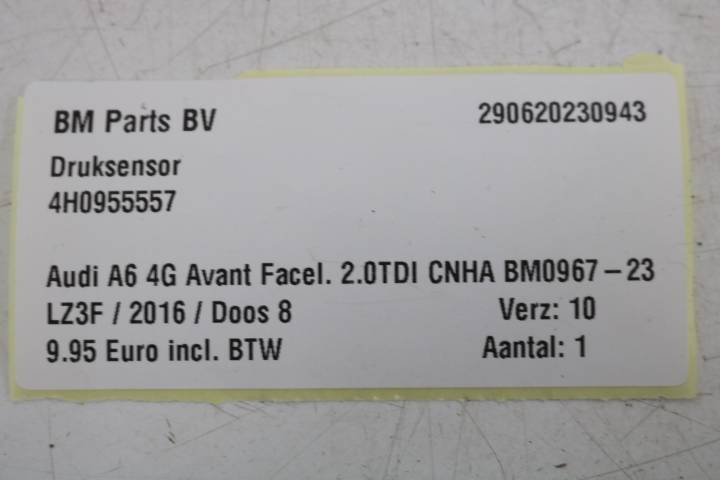 BM Parts BV 290620230943
Druksensor
4H0955557
Audi A6 4G Avant Facel. 2.0TDI CNHA BM0967-23
LZ3F / 2016 / Doos 8 Verz: 10
9.95 Euro incl. BTW Aantal: 1